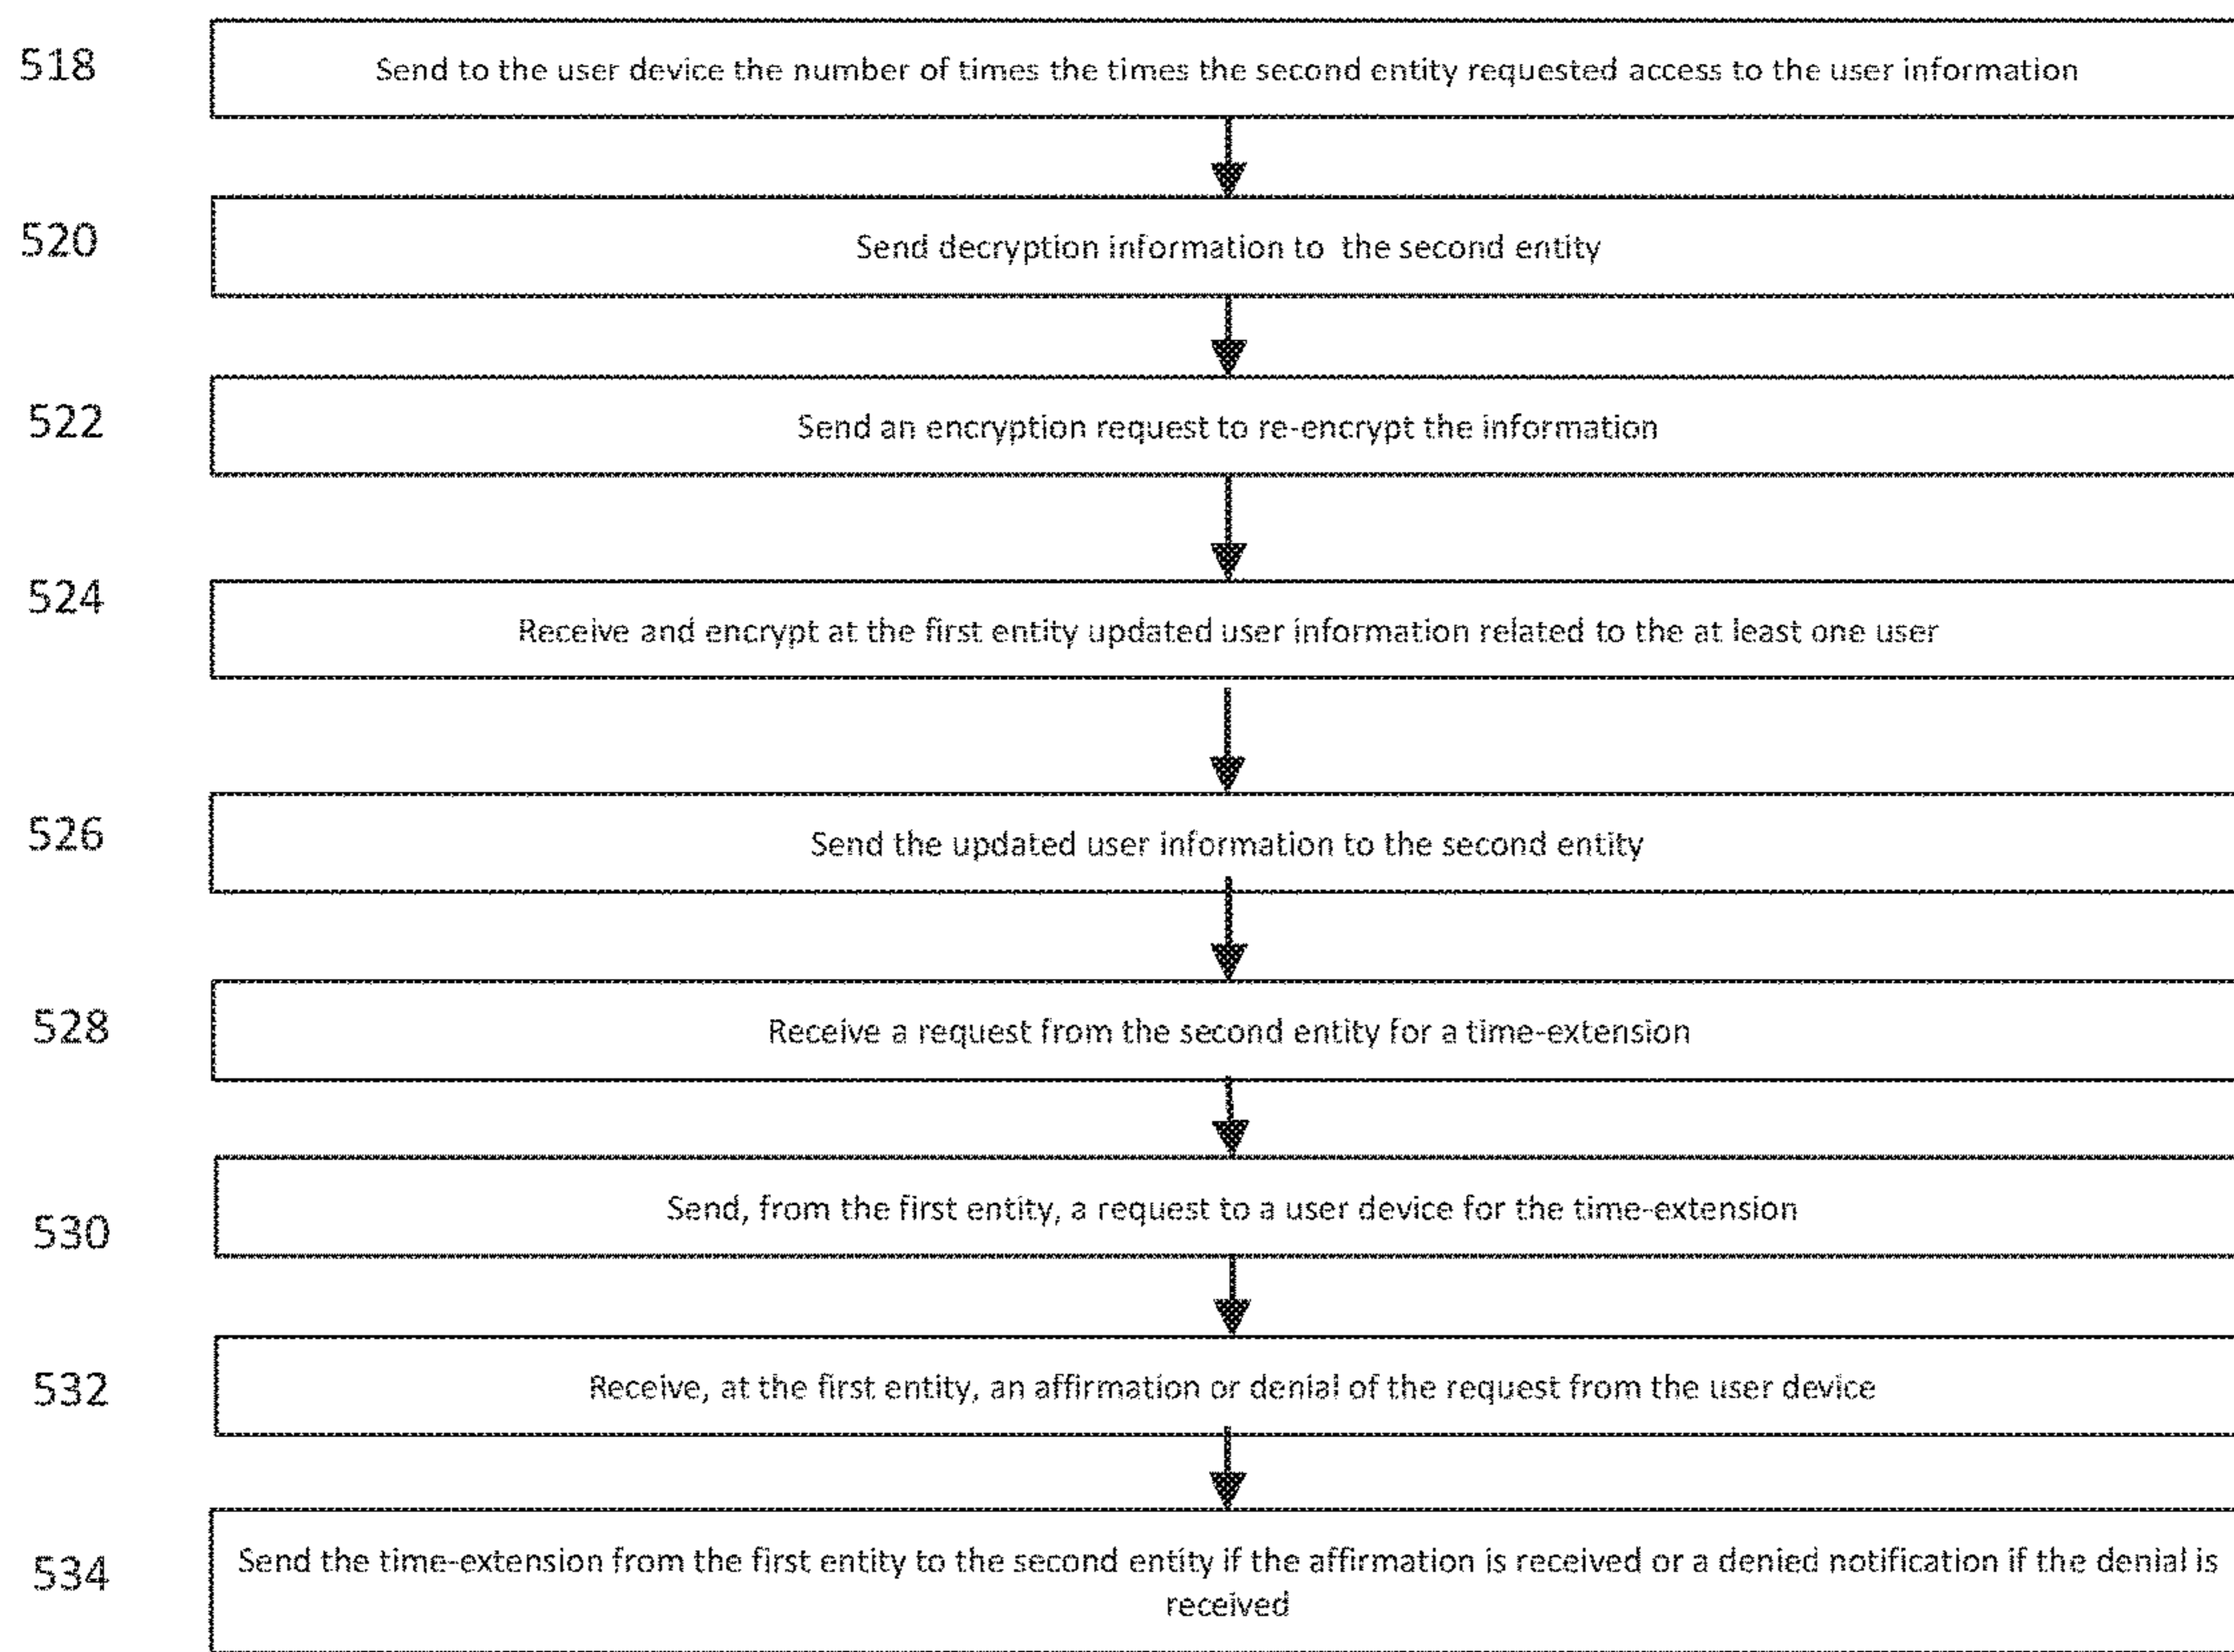 518
Send to the user device the number of times the times the second entity requested access to the user information
520
Send decryption information to the second entity
522
Send an encryption request to re-encrypt the information
524
Receive and encrypt at the first entity updated user information related to the at least one user
526
Send the updated user information to the second entity
528
Receive a request from the second entity for a time-extension
530
Send, from the first entity, a request to a user device for the time-extension
532
Receive, at the first entity, an affirmation or denial of the request from the user device
534
Send the time-extension from the first entity to the second entity if the affirmation is received or a denied notification if the denial is
received